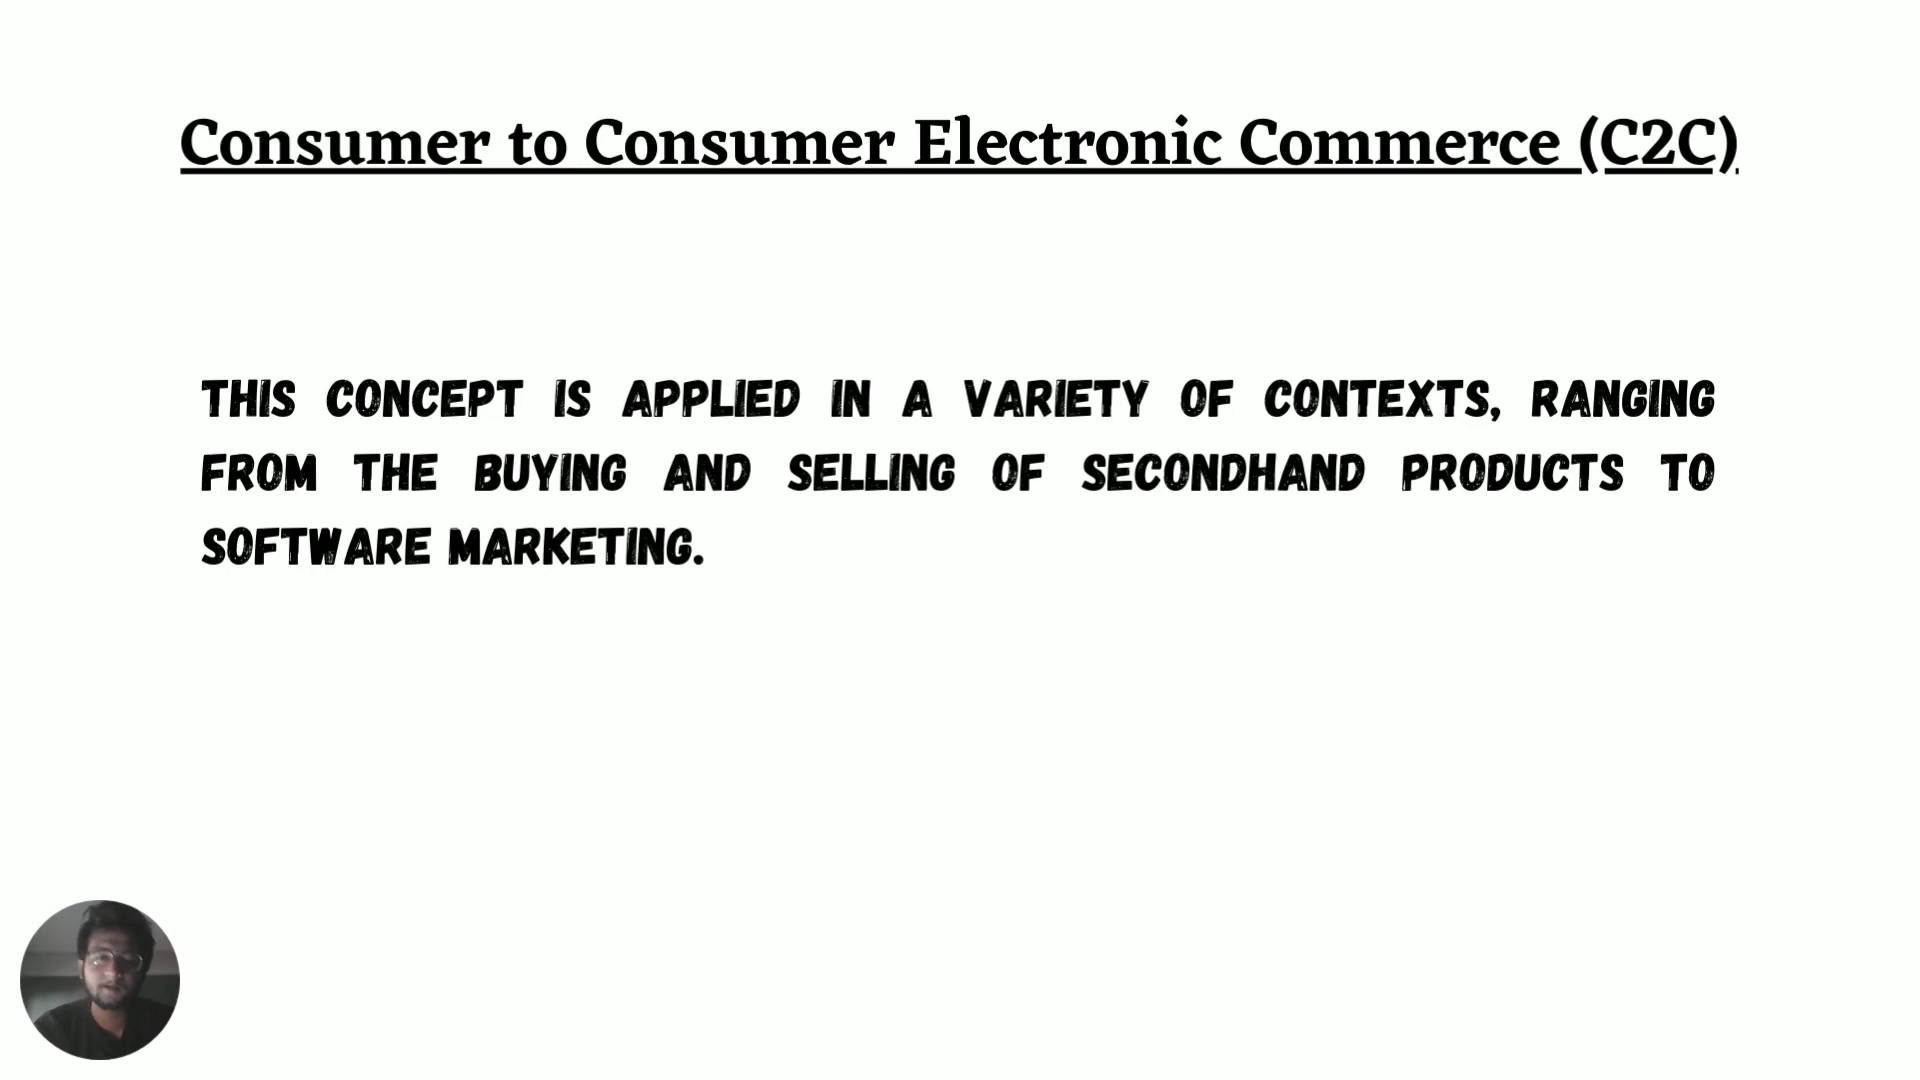 Consumer to Consumer Electronic Commerce (C2C)
THIS CONCEPT IS APPLIED IN A VARIETY OF CONTEXTS, RANGING
FROM THE BUYING AND SELLING OF SECONDHAND PRODUCTS TO
SOFTWARE MARKETING.